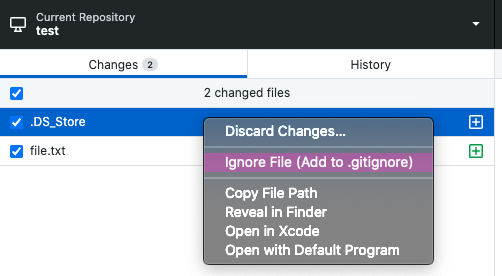 Current Repository
test
Changes 2
History
2 changed files
.DS_Store
file.txt
Discard Changes...
Ignore File (Add to .gitignore)
Copy File Path
Reveal in Finder
Open in Xcode
Open with Default Program